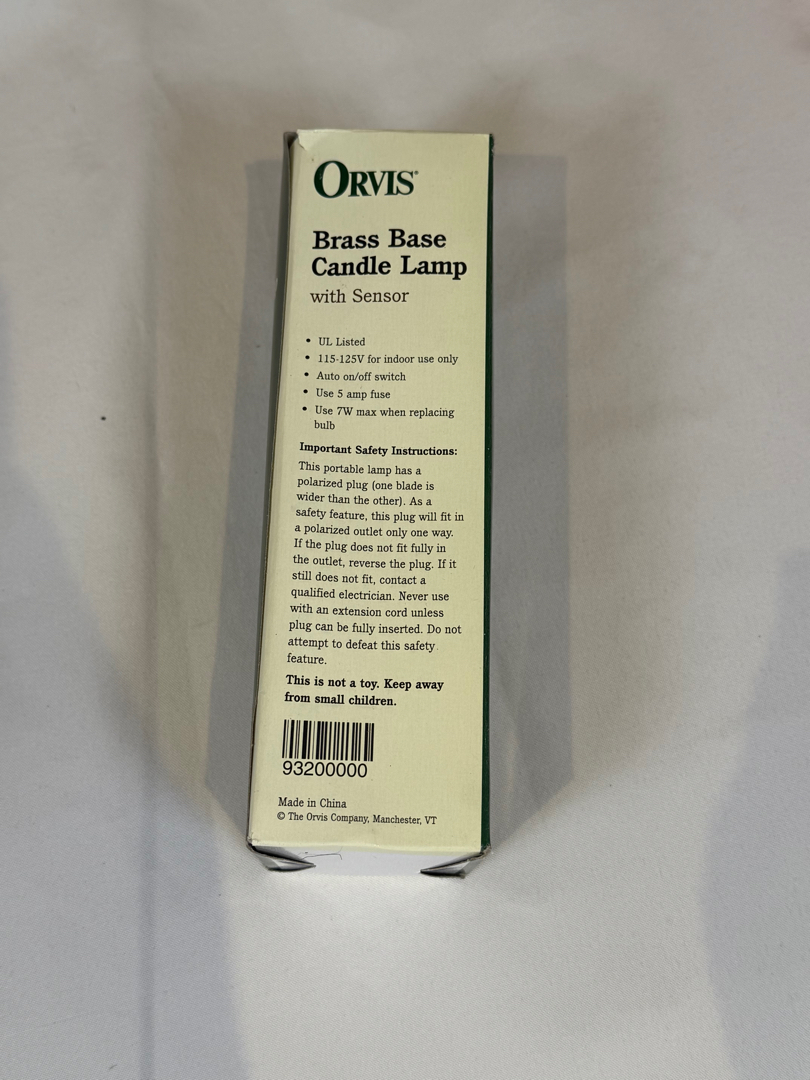 ORVIS®
Brass Base
Candle Lamp
with Sensor
• UL Listed
• 115-125V for indoor use only
• Auto on/off switch
• Use 5 amp fuse
• Use 7W max when replacing
bulb
Important Safety Instructions:
This portable lamp has a
polarized plug (one blade is
wider than the other). As a
safety feature, this plug will fit in
a polarized outlet only one way.
If the plug does not fit fully in
the outlet, reverse the plug. If it
still does not fit, contact a
qualified electrician. Never use
with an extension cord unless
plug can be fully inserted. Do not
attempt to defeat this safety
feature.
This is not a toy. Keep away
from small children.
93200000
Made in China
© The Orvis Company, Manchester, VT